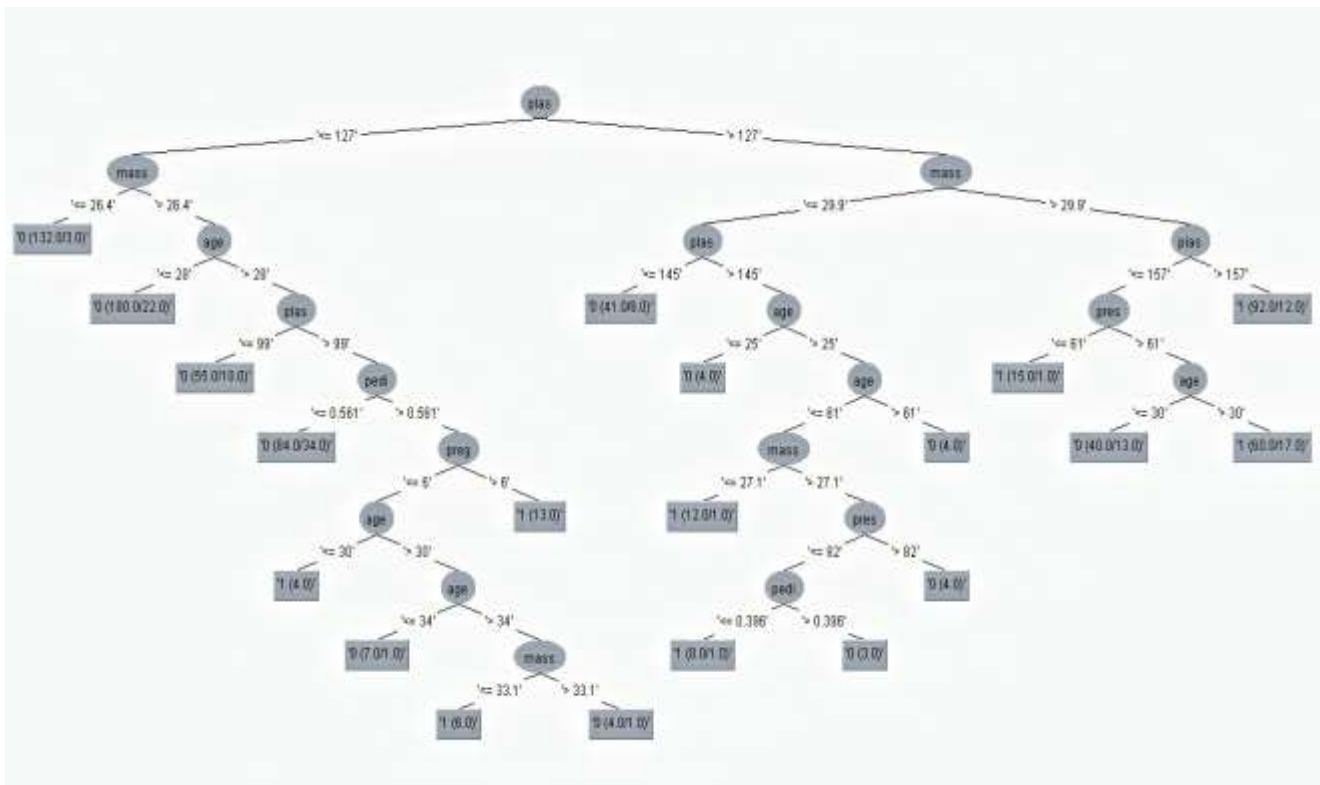 plas
'<= 127' '> 127'
mass mass
'<= 26.4' '> 26.4' '<= 29.9' '> 29.9'
'0 (132.0/3.0)' age plas plas
'<= 28' '> 28' '<= 145' '> 145' '<= 157' '> 157'
'0 (180.0/22.0)' plas '0 (41.0/6.0)' age pres '1 (92.0/12.0)'
'<= 99' '> 99' '<= 25' '> 25' '<= 61' '> 61'
'0 (55.0/10.0)' pedi '0 (4.0)' age '1 (15.0/1.0)' age
'<= 0.561' '> 0.561' '<= 61' '> 61' '<= 30' '> 30'
'0 (84.0/34.0)' preg mass '0 (4.0)' '0 (40.0/13.0)' '1 (60.0/17.0)'
'<= 6' '> 6' '<= 27.1' '> 27.1'
age '1 (13.0)' '1 (12.0/1.0)' pres
'<= 30' '> 30' '<= 82' '> 82'
'1 (4.0)' age pedi '0 (4.0)'
'<= 34' '> 34' '<= 0.396' '> 0.396'
'0 (7.0/1.0)' mass '1 (8.0/1.0)' '0 (3.0)'
'<= 33.1' '> 33.1'
'1 (6.0)' '0 (4.0/1.0)'